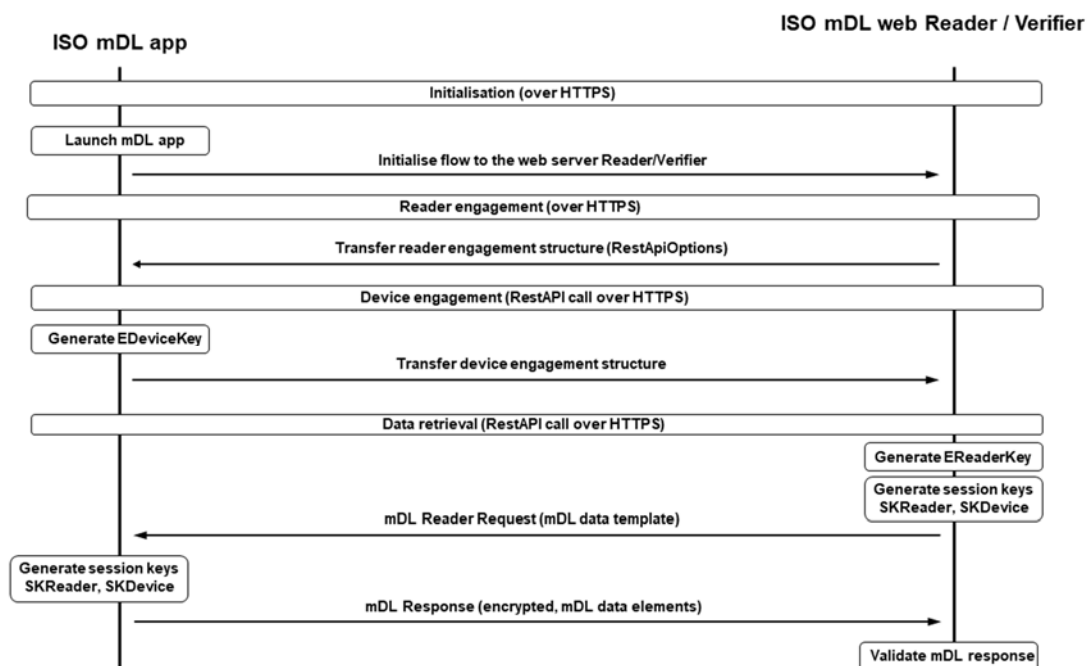 ISO mDL app
ISO mDL web Reader / Verifier
Initialisation (over HTTPS)
Launch mDL app
Initialise flow to the web server Reader/Verifier
Reader engagement (over HTTPS)
Transfer reader engagement structure (RestApiOptions)
Device engagement (RestAPI call over HTTPS)
Generate EDeviceKey
Transfer device engagement structure
Data retrieval (RestAPI call over HTTPS)
Generate EReaderKey
Generate session keys
SKReader, SKDevice
mDL Reader Request (mDL data template)
Generate session keys
SKReader, SKDevice
mDL Response (encrypted, mDL data elements)
Validate mDL response